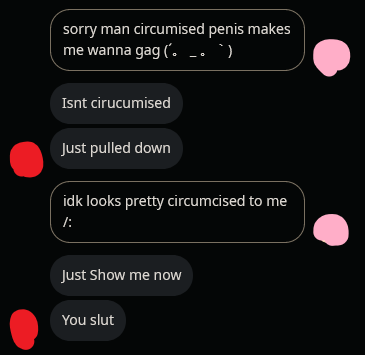 sorry man circumised penis makes
me wanna gag (´。 _ 。｀)
Isnt cirucumised
Just pulled down
idk looks pretty circumcised to me
/:
Just Show me now
You slut